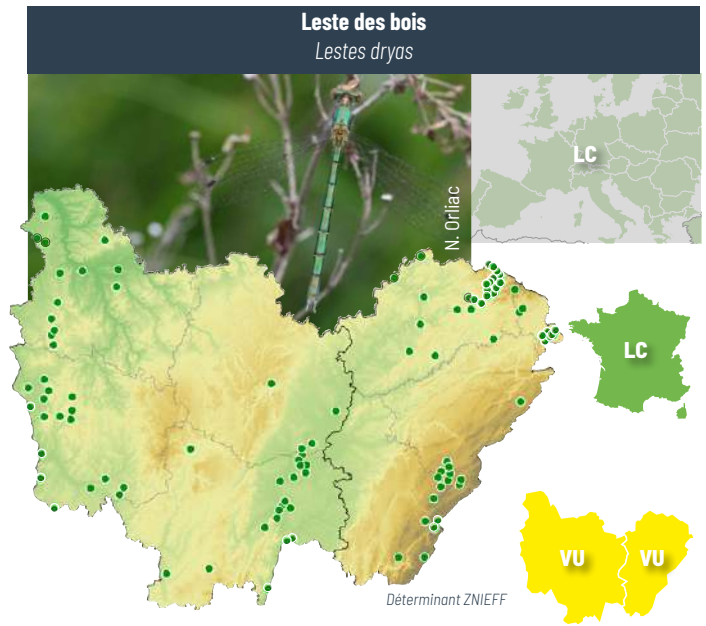 Leste des bois
Lestes dryas
N. Orliac
LC
LC
VU
VU
Déterminant ZNIEFF